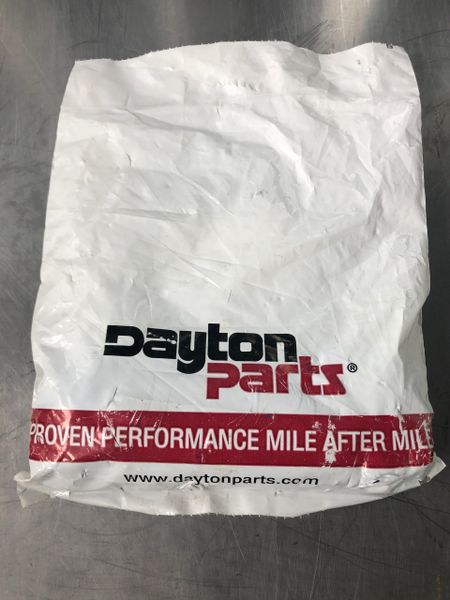 Dayton
Parts®
PROVEN PERFORMANCE MILE AFTER MILE
www.daytonparts.com